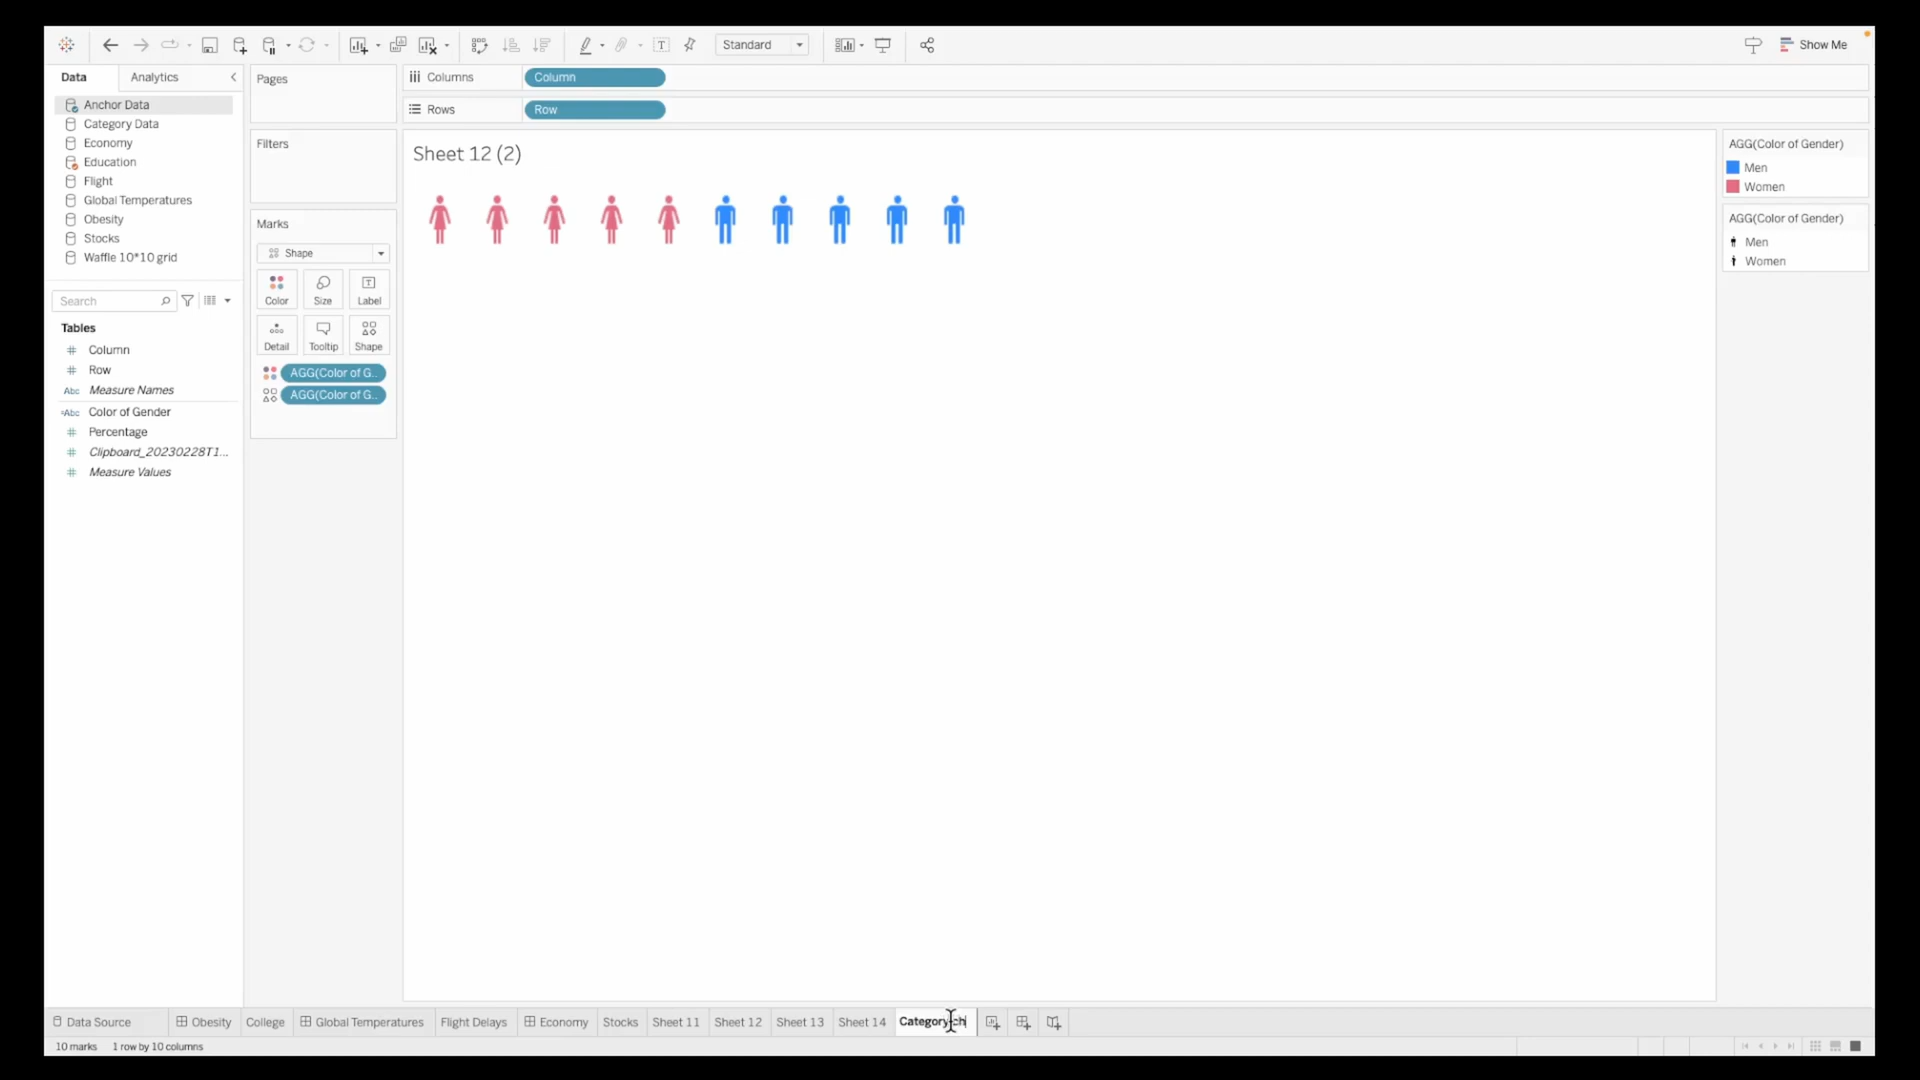 Standard
Show Me
Data
Analytics
Anchor Data
Category Data
Economy
Education
Flight
Global Temperatures
Obesity
Stocks
Waffle 10*10 grid
Search
Tables
# Column
# Row
Abc Measure Names
=Abc Color of Gender
# Percentage
# Clipboard_20230228T1...
# Measure Values
Pages
Filters
Marks
Shape
Color
Size
Label
Detail
Tooltip
Shape
AGG(Color of G..
AGG(Color of G..
Columns
Column
Rows
Row
Sheet 12 (2)
AGG(Color of Gender)
Men
Women
AGG(Color of Gender)
Men
Women
Data Source
Obesity
College
Global Temperatures
Flight Delays
Economy
Stocks
Sheet 11
Sheet 12
Sheet 13
Sheet 14
Category ch
10 marks
1 row by 10 columns